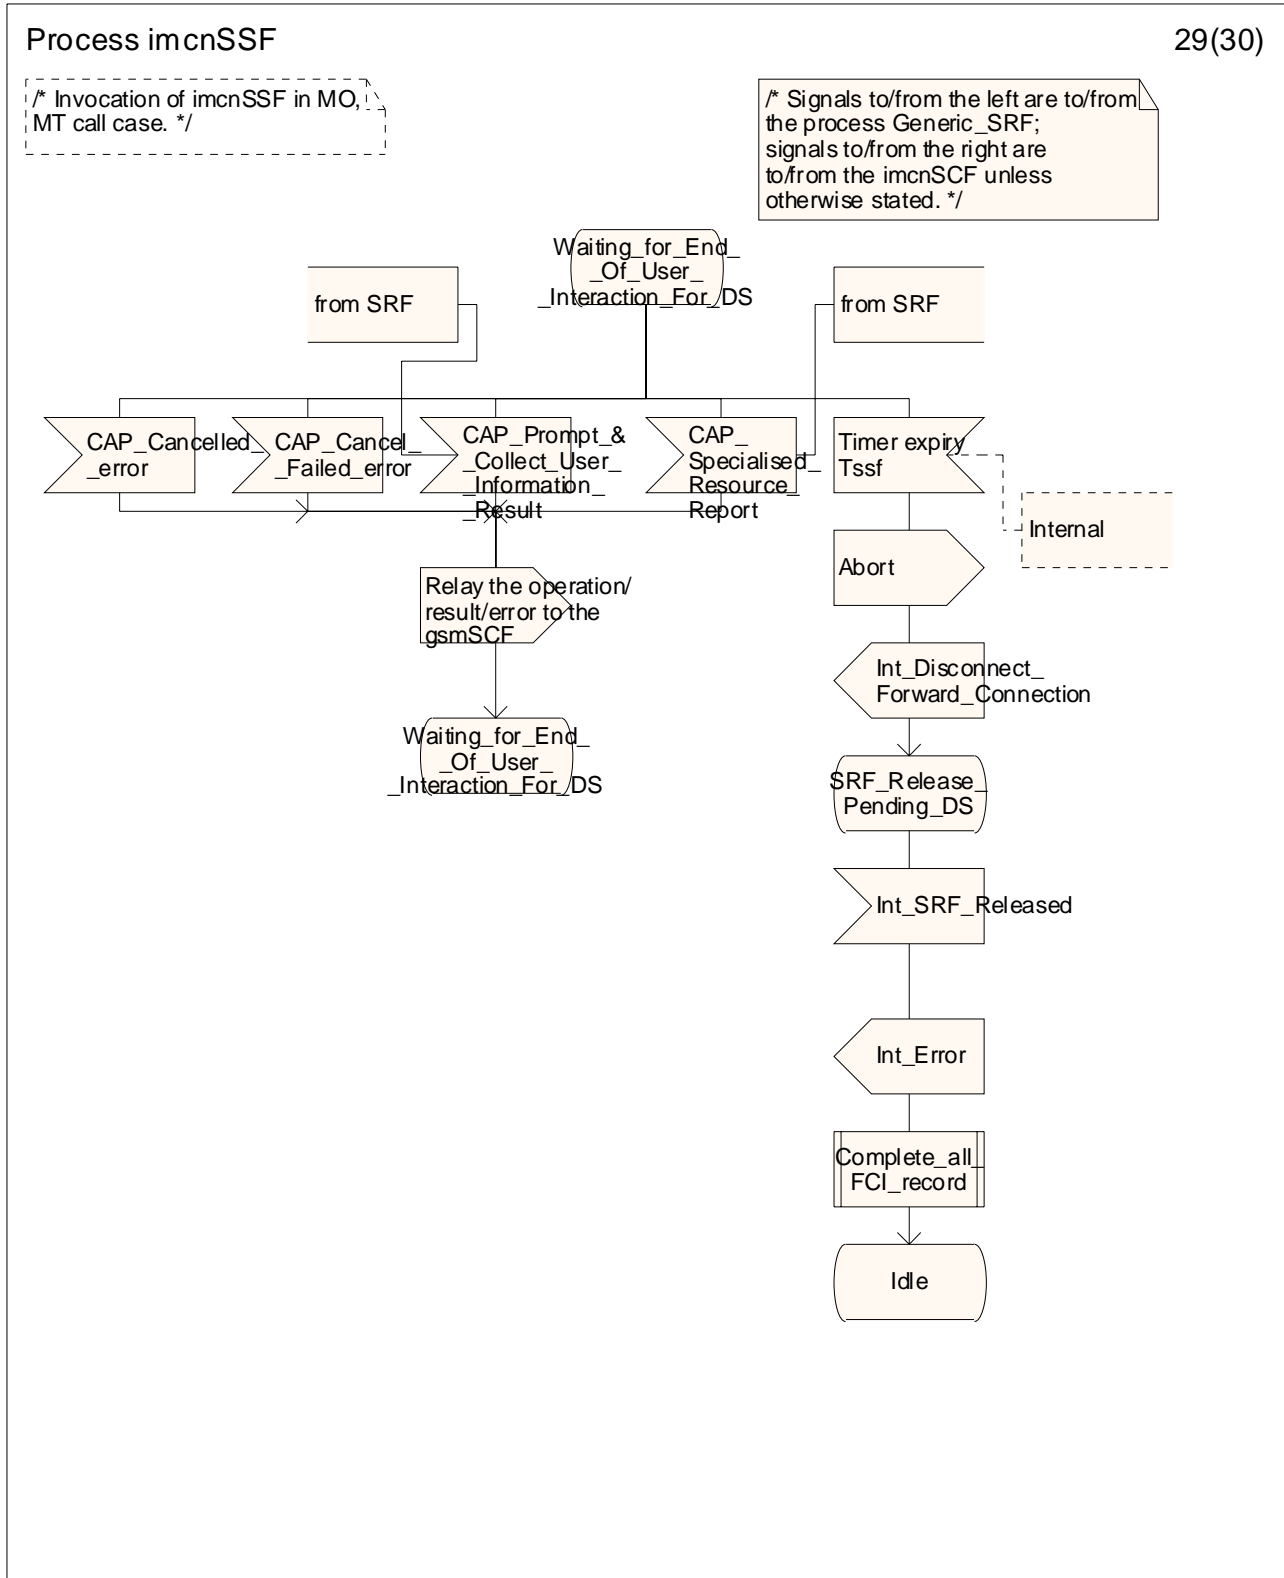 Process imcnSSF
29(30)
/* Invocation of imcnSSF in MO,
MT call case. */
/* Signals to/from the left are to/from
the process Generic_SRF;
signals to/from the right are
to/from the imcnSCF unless
otherwise stated. */
Waiting_for_End_
_Of_User_
_Interaction_For_DS
from SRF
from SRF
CAP_Cancelled_
_error
CAP_Cancel_
_Failed_error
CAP_Prompt_&
_Collect_User_
_Information_
_Result
CAP_
Specialised_
Resource_
Report
Timer expiry
Tssf
Internal
Abort
Relay the operation/
result/error to the
gsmSCF
Int_Disconnect_
Forward_Connection
Waiting_for_End_
_Of_User_
_Interaction_For_DS
SRF_Release_
Pending_DS
Int_SRF_Released
Int_Error
Complete_all_
FCI_record
Idle